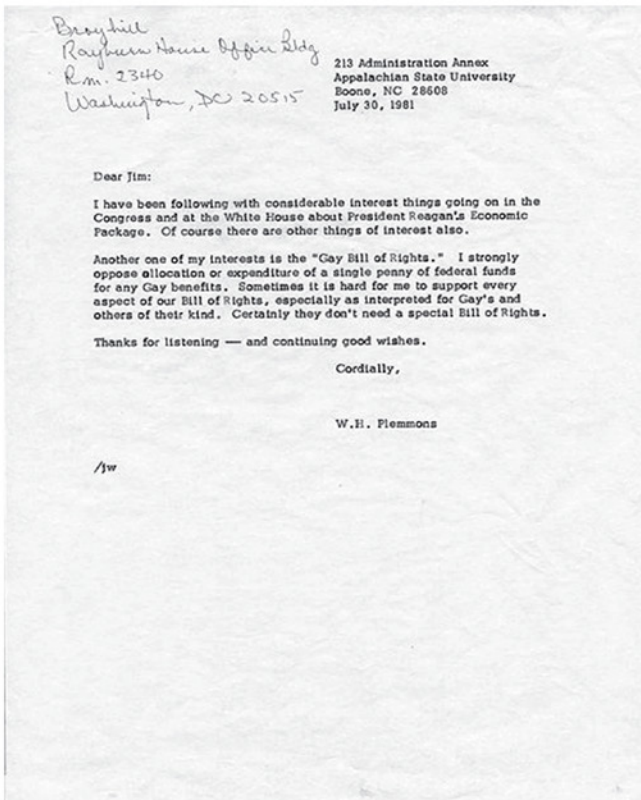 Broyhill
Rayburn House Office Bldg
Rm. 2340
Washington, DC 20515
213 Administration Annex
Appalachian State University
Boone, NC 28608
July 30, 1981
Dear Jim:
I have been following with considerable interest things going on in the
Congress and at the White House about President Reagan's Economic
Package. Of course there are other things of interest also.
Another one of my interests is the "Gay Bill of Rights." I strongly
oppose allocation or expenditure of a single penny of federal funds
for any Gay benefits. Sometimes it is hard for me to support every
aspect of our Bill of Rights, especially as interpreted for Gay's and
others of their kind. Certainly they don't need a special Bill of Rights.
Thanks for listening — and continuing good wishes.
Cordially,
W.H. Plemmons
/jw